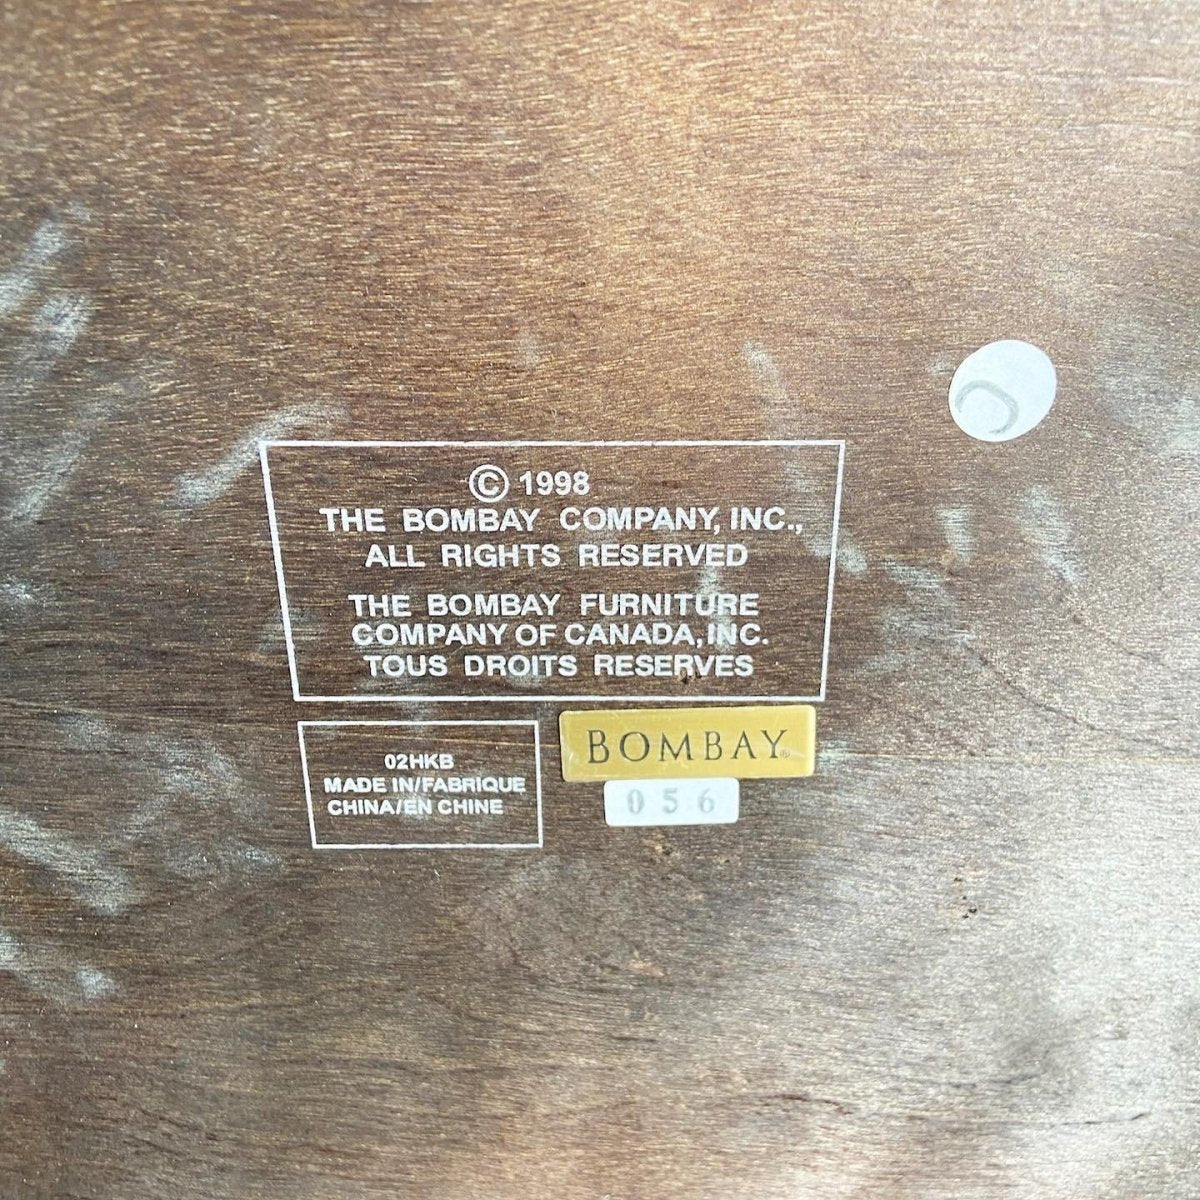 © 1998
THE BOMBAY COMPANY, INC.,
ALL RIGHTS RESERVED
THE BOMBAY FURNITURE
COMPANY OF CANADA, INC.
TOUS DROITS RESERVES
02HKB
MADE IN/FABRIQUE
CHINA/EN CHINE
BOMBAY®
056